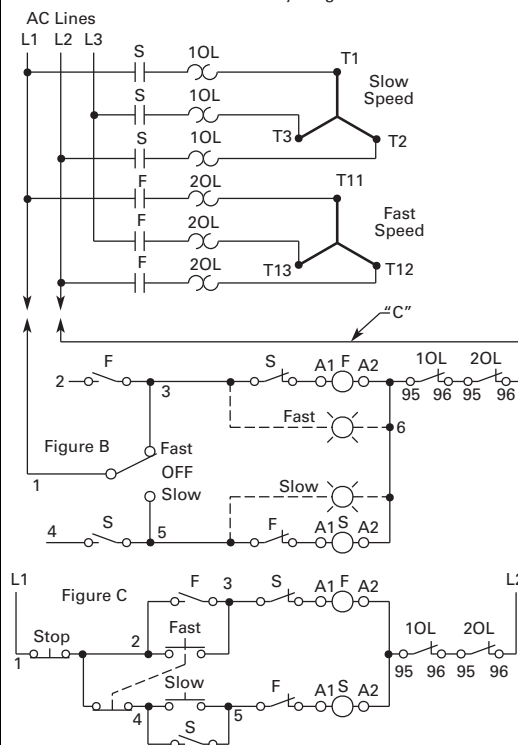 AC Lines
L1 L2 L3
S 1OL T1
Slow
Speed
S 1OL
T3 T2
S 1OL
F 2OL T11
Fast
Speed
F 2OL
T13 T12
F 2OL
"C"
2 F 3 S A1 F A2 1OL 2OL
95 96 95 96
Fast
6
Figure B
Fast
OFF
1
Slow
Slow
4 S 5 F A1 S A2
L1 Figure C F 3 S A1 F A2 L2
1OL 2OL
Stop 2 Fast
1 95 96 95 96
Slow
4 5 F A1 S A2
S